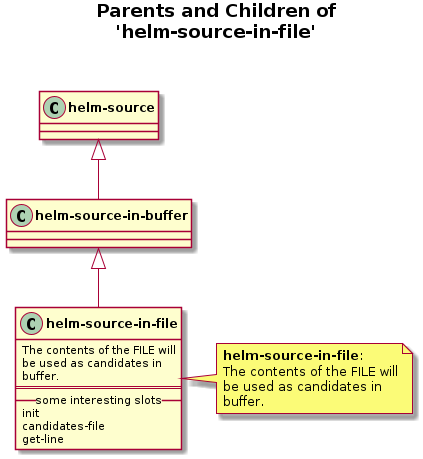 Parents and Children of
'helm-source-in-file'
C helm-source
C helm-source-in-buffer
C helm-source-in-file
The contents of the FILE will
be used as candidates in
buffer.
some interesting slots
init
candidates-file
get-line
helm-source-in-file:
The contents of the FILE will
be used as candidates in
buffer.